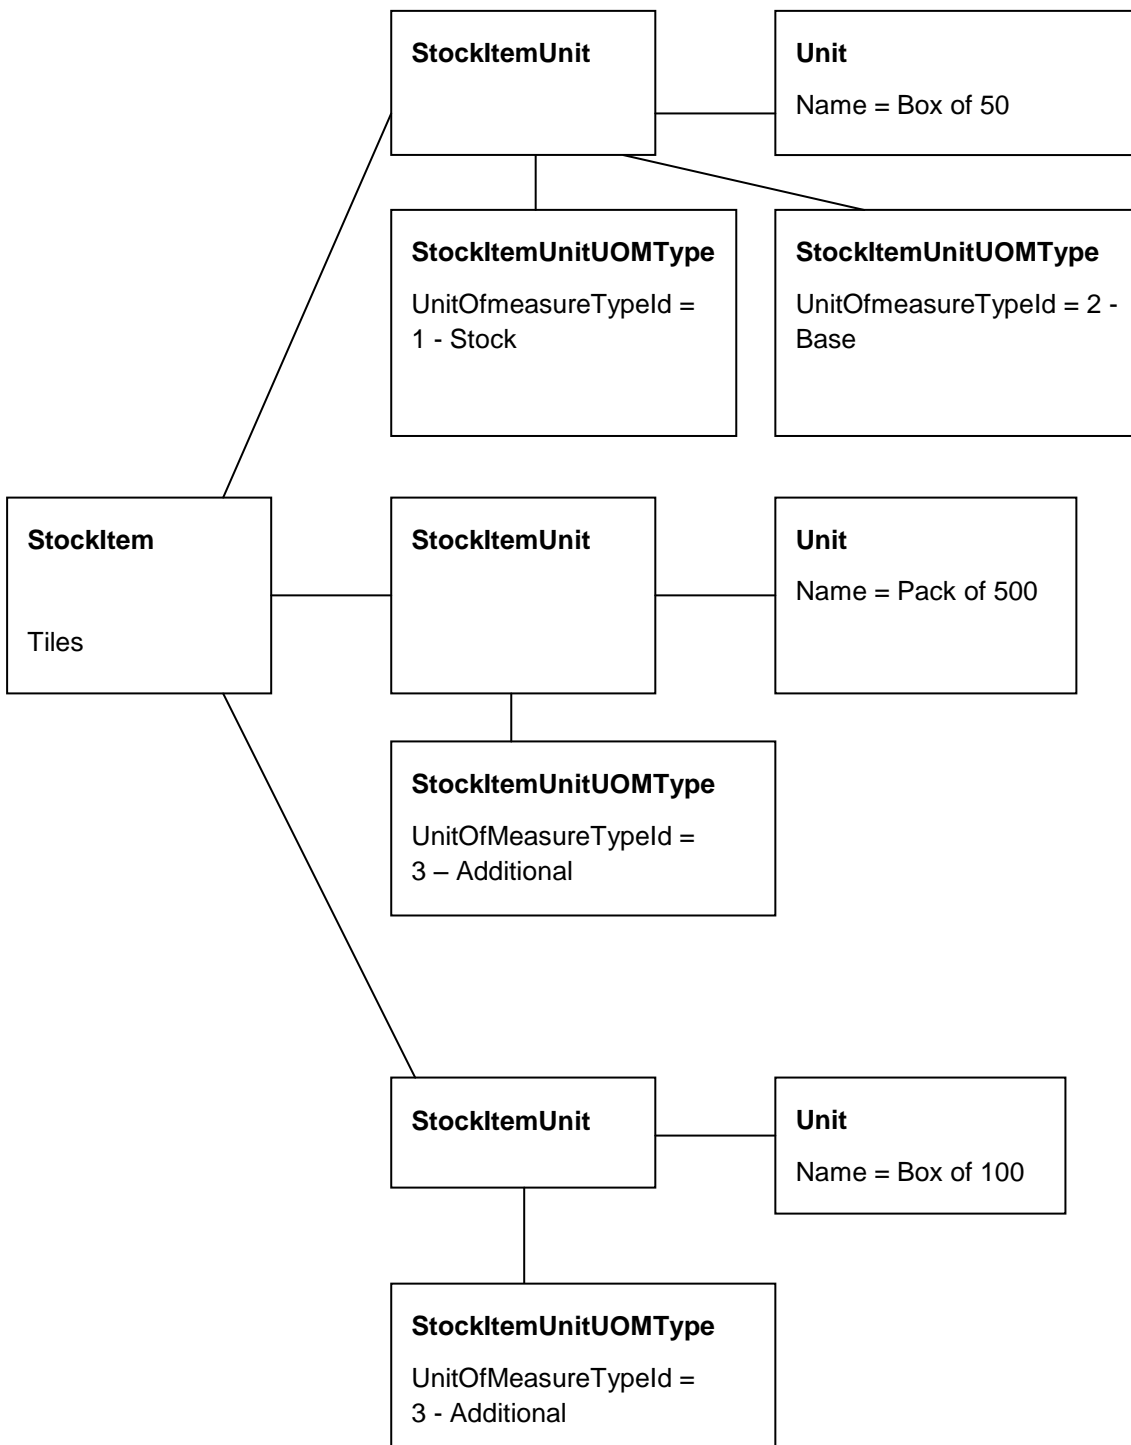 StockItemUnit
Unit
Name = Box of 50
StockItemUnitUOMType
UnitOfmeasureTypeId =
1 - Stock
StockItemUnitUOMType
UnitOfmeasureTypeId = 2 -
Base
StockItem
Tiles
StockItemUnit
Unit
Name = Pack of 500
StockItemUnitUOMType
UnitOfMeasureTypeId =
3 – Additional
StockItemUnit
Unit
Name = Box of 100
StockItemUnitUOMType
UnitOfMeasureTypeId =
3 - Additional